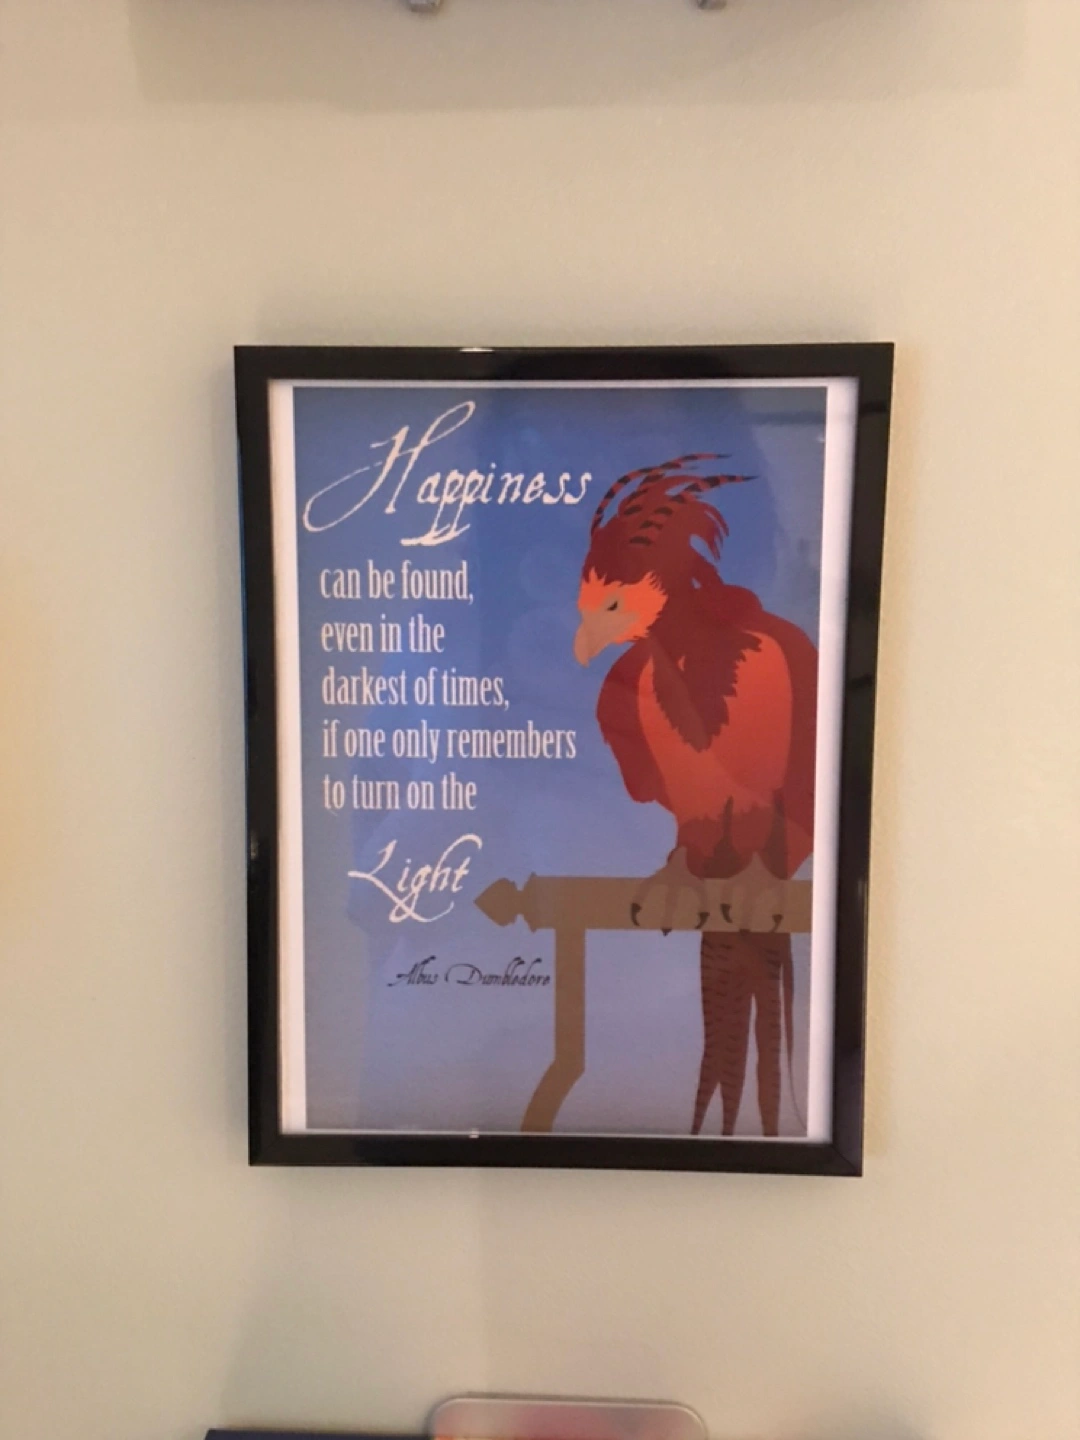 Happiness
can be found,
even in the
darkest of times,
if one only remembers
to turn on the
Light
Albus Dumbledore